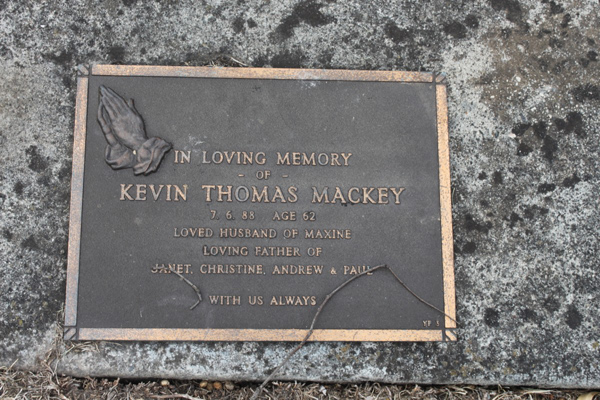 IN LOVING MEMORY
- OF -
KEVIN THOMAS MACKEY
7. 6. 88 AGE 62
LOVED HUSBAND OF MAXINE
LOVING FATHER OF
JANET, CHRISTINE, ANDREW & PAUL
WITH US ALWAYS